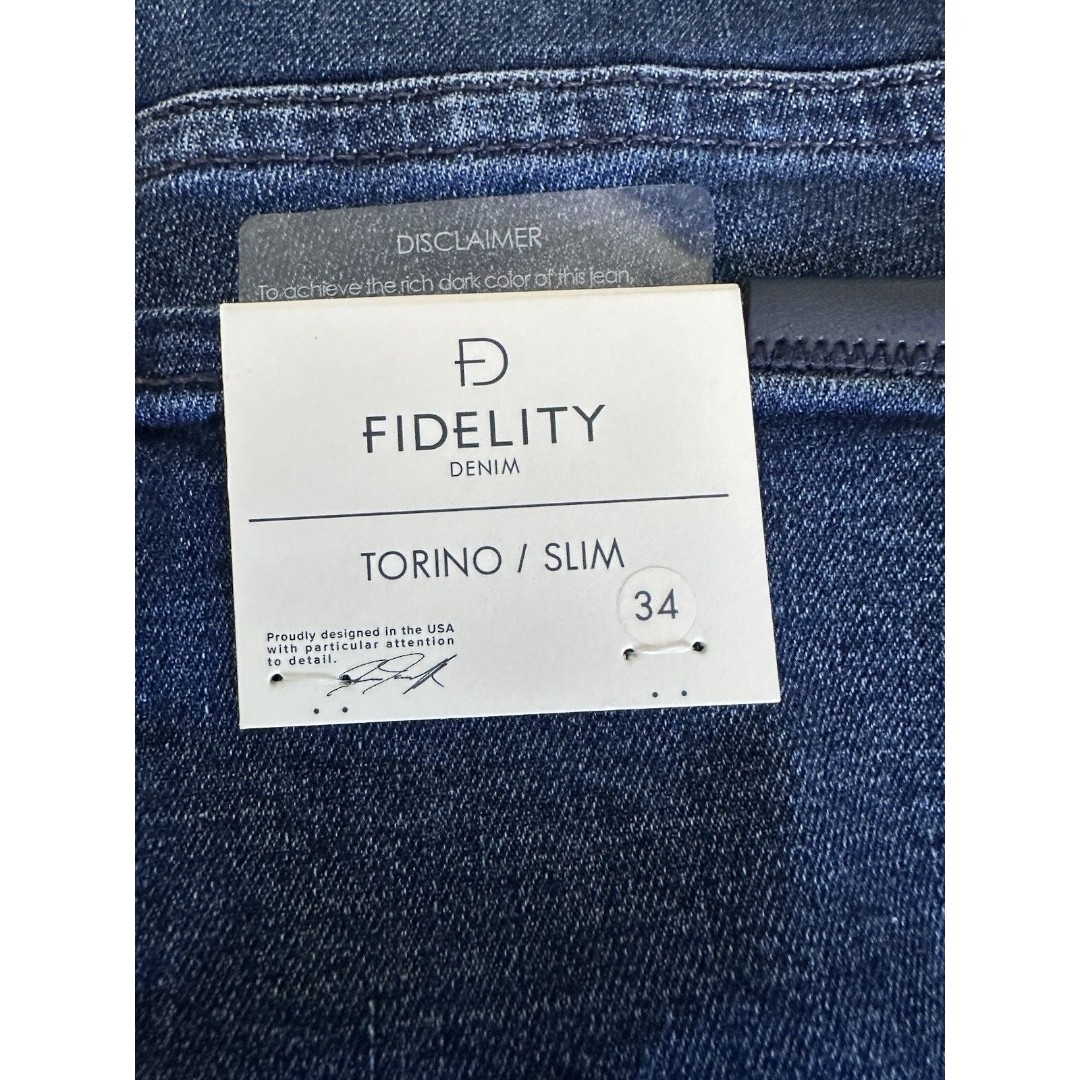 DISCLAIMER
To achieve the rich dark color of this jean,
FD
FIDELITY
DENIM
TORINO / SLIM
34
Proudly designed in the USA
with particular attention
to detail.